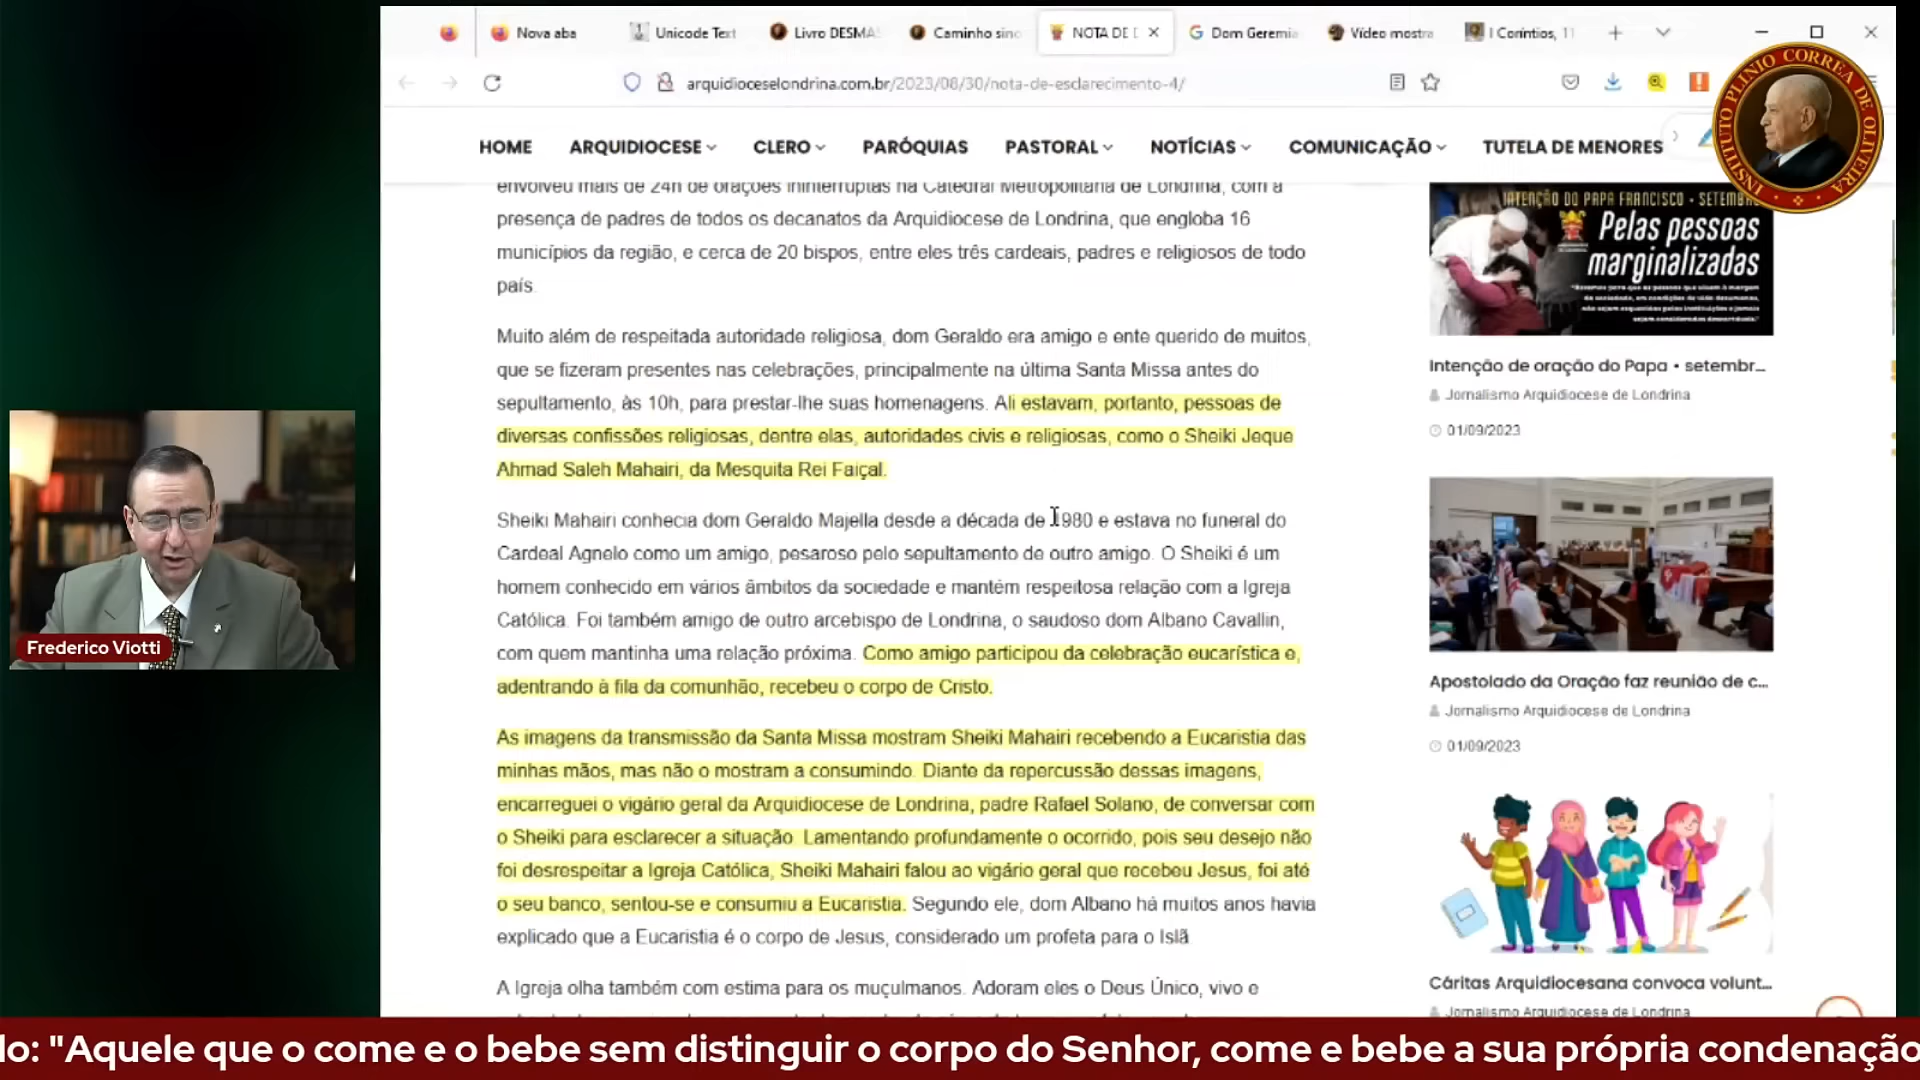 Nova aba
Unicode Text
Livro DESMAS
Caminho sino
NOTA DE
Dom Geremia
Vídeo mostra
I Coríntios, 11
arquidioceselondrina.com.br/2023/08/30/nota-de-esclarecimento-4/
HOME ARQUIDIOCESE CLERO PARÓQUIAS PASTORAL NOTÍCIAS COMUNICAÇÃO TUTELA DE MENORES
INSTITUTO PLINIO CORREA DE OLIVEIRA
envolveu mais de 24h de orações ininterruptas na Catedral Metropolitana de Londrina, com a
presença de padres de todos os decanatos da Arquidiocese de Londrina, que engloba 16
municípios da região, e cerca de 20 bispos, entre eles três cardeais, padres e religiosos de todo
país.
Muito além de respeitada autoridade religiosa, dom Geraldo era amigo e ente querido de muitos,
que se fizeram presentes nas celebrações, principalmente na última Santa Missa antes do
sepultamento, às 10h, para prestar-lhe suas homenagens. Ali estavam, portanto, pessoas de
diversas confissões religiosas, dentre elas, autoridades civis e religiosas, como o Sheiki Jeque
Ahmad Saleh Mahairi, da Mesquita Rei Faiçal.
Sheiki Mahairi conhecia dom Geraldo Majella desde a década de 1980 e estava no funeral do
Cardeal Agnelo como um amigo, pesaroso pelo sepultamento de outro amigo. O Sheiki é um
homem conhecido em vários âmbitos da sociedade e mantém respeitosa relação com a Igreja
Católica. Foi também amigo de outro arcebispo de Londrina, o saudoso dom Albano Cavallin,
com quem mantinha uma relação próxima. Como amigo participou da celebração eucarística e,
adentrando à fila da comunhão, recebeu o corpo de Cristo.
As imagens da transmissão da Santa Missa mostram Sheiki Mahairi recebendo a Eucaristia das
minhas mãos, mas não o mostram a consumindo. Diante da repercussão dessas imagens,
encarreguei o vigário geral da Arquidiocese de Londrina, padre Rafael Solano, de conversar com
o Sheiki para esclarecer a situação. Lamentando profundamente o ocorrido, pois seu desejo não
foi desrespeitar a Igreja Católica, Sheiki Mahairi falou ao vigário geral que recebeu Jesus, foi até
o seu banco, sentou-se e consumiu a Eucaristia. Segundo ele, dom Albano há muitos anos havia
explicado que a Eucaristia é o corpo de Jesus, considerado um profeta para o Islã
A Igreja olha também com estima para os muçulmanos. Adoram eles o Deus Único, vivo e
INTENÇÃO DO PAPA FRANCISCO • SETEMBR
Pelas pessoas
marginalizadas
Intenção de oração do Papa • setembr...
Jornalismo Arquidiocese de Londrina
01/09/2023
Apostolado da Oração faz reunião de c...
Jornalismo Arquidiocese de Londrina
01/09/2023
Cáritas Arquidiocesana convoca volunt...
Jornalismo Arquidiocese de Londrina
Frederico Viotti
lo: "Aquele que o come e o bebe sem distinguir o corpo do Senhor, come e bebe a sua própria condenação